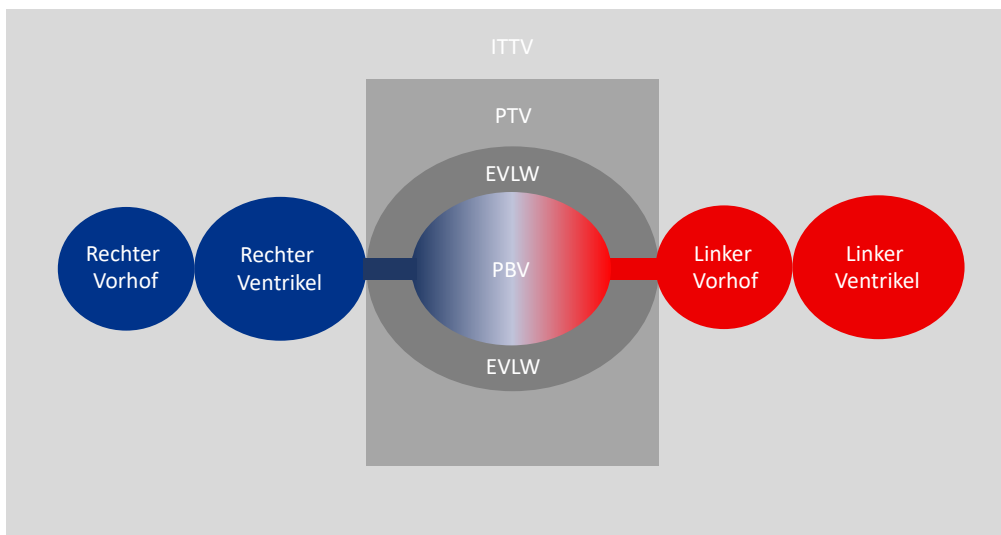 ITTV
PTV
EVLW
Rechter
Vorhof
Rechter
Ventrikel
PBV
Linker
Vorhof
Linker
Ventrikel
EVLW